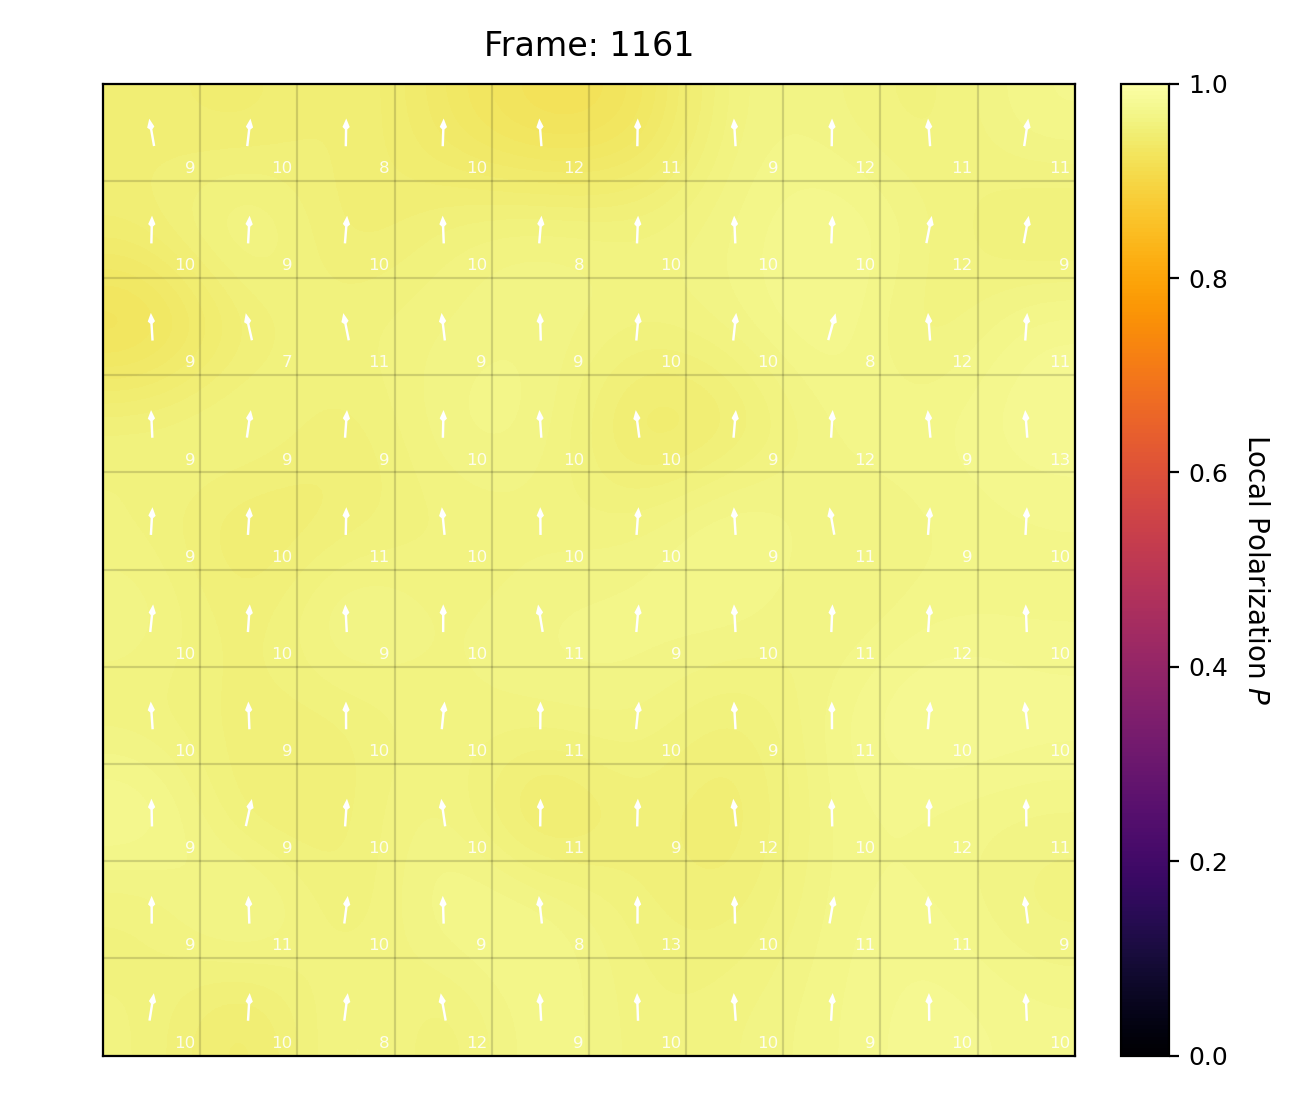 Frame: 1161
9 10 8 10 12 11 9 12 11 11
10 9 10 10 8 10 10 10 12 9
9 7 11 9 9 10 10 8 12 11
9 9 9 10 10 10 9 12 9 13
9 10 11 10 10 10 9 11 9 10
10 10 9 10 11 9 10 11 12 10
10 9 10 10 11 10 9 11 10 10
9 9 10 10 11 9 12 10 12 11
9 11 10 9 8 13 10 11 11 9
10 10 8 12 9 10 10 9 10 10
1.0
0.8
0.6
0.4
0.2
0.0
Local Polarization P